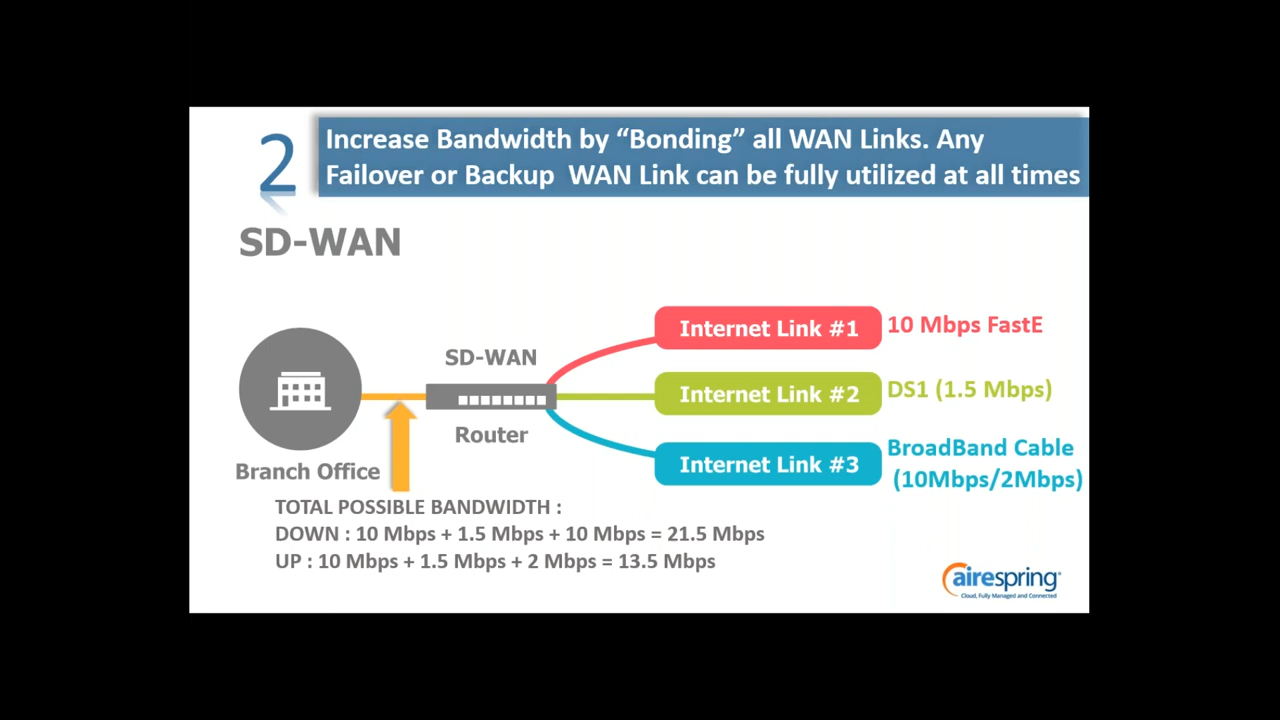 2
Increase Bandwidth by “Bonding” all WAN Links. Any
Failover or Backup  WAN Link can be fully utilized at all times
SD-WAN
Internet Link #1
10 Mbps FastE
SD-WAN
Internet Link #2
DS1 (1.5 Mbps)
Router
Internet Link #3
BroadBand Cable
(10Mbps/2Mbps)
Branch Office
TOTAL POSSIBLE BANDWIDTH :
DOWN : 10 Mbps + 1.5 Mbps + 10 Mbps = 21.5 Mbps
UP : 10 Mbps + 1.5 Mbps + 2 Mbps = 13.5 Mbps
airespring®
Cloud, Fully Managed and Connected